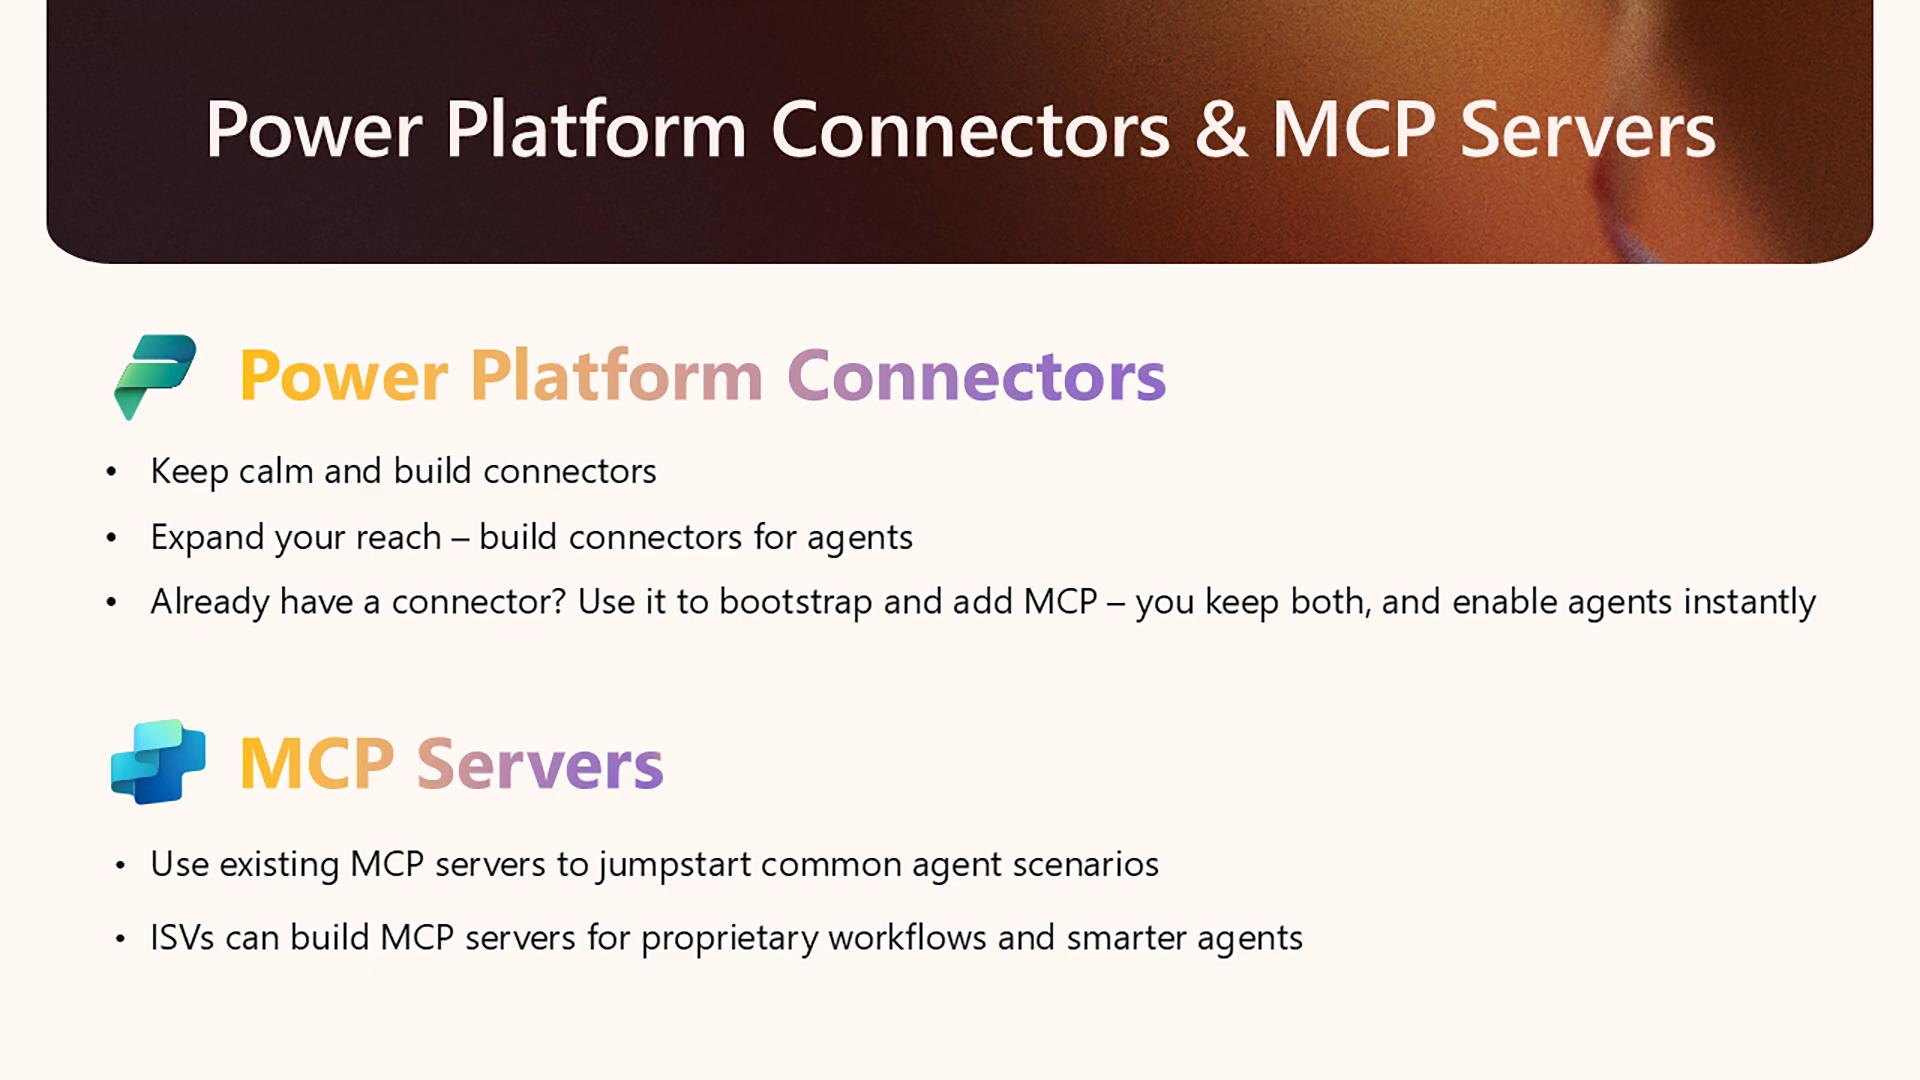 Power Platform Connectors & MCP Servers
Power Platform Connectors
• Keep calm and build connectors
• Expand your reach – build connectors for agents
• Already have a connector? Use it to bootstrap and add MCP – you keep both, and enable agents instantly
MCP Servers
• Use existing MCP servers to jumpstart common agent scenarios
• ISVs can build MCP servers for proprietary workflows and smarter agents